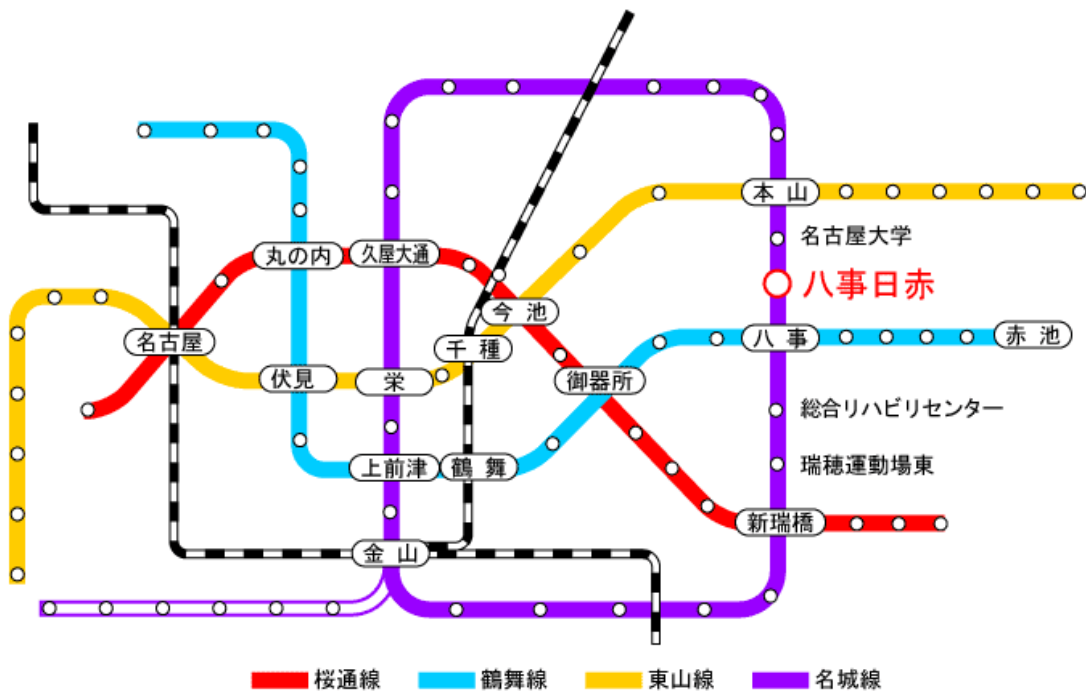 本山
名古屋大学
丸の内
久屋大通
八事日赤
今池
名古屋
千種
八事
赤池
伏見
栄
御器所
総合リハビリセンター
上前津
鶴舞
瑞穂運動場東
新瑞橋
金山
桜通線
鶴舞線
東山線
名城線